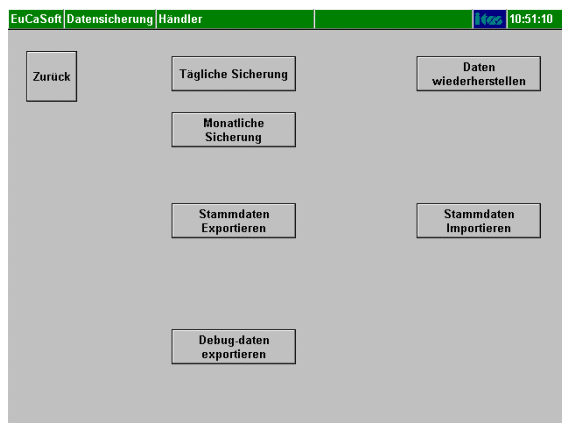 EuCaSoft Datensicherung Händler itos 10:51:10
Zurück
Tägliche Sicherung
Daten
wiederherstellen
Monatliche
Sicherung
Stammdaten
Exportieren
Stammdaten
Importieren
Debug-daten
exportieren